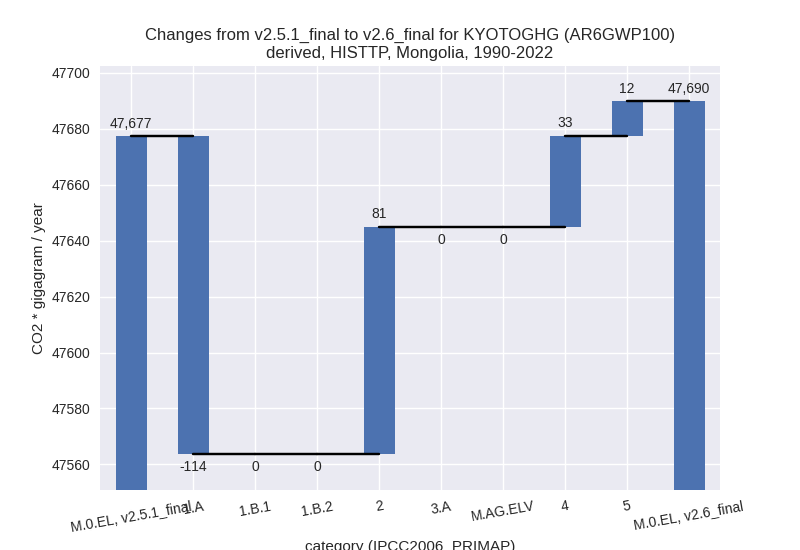 Changes from v2.5.1_final to v2.6_final for KYOTOGHG (AR6GWP100)
derived, HISTTP, Mongolia, 1990-2022
CO2 * gigagram / year
47700
47680
47660
47640
47620
47600
47580
47560
47,677
-114
0
0
81
0
0
33
12
47,690
M.0.EL, v2.5.1_final
1.A
1.B.1
1.B.2
2
3.A
M.AG.ELV
4
5
M.0.EL, v2.6_final
category (IPCC2006_PRIMAP)